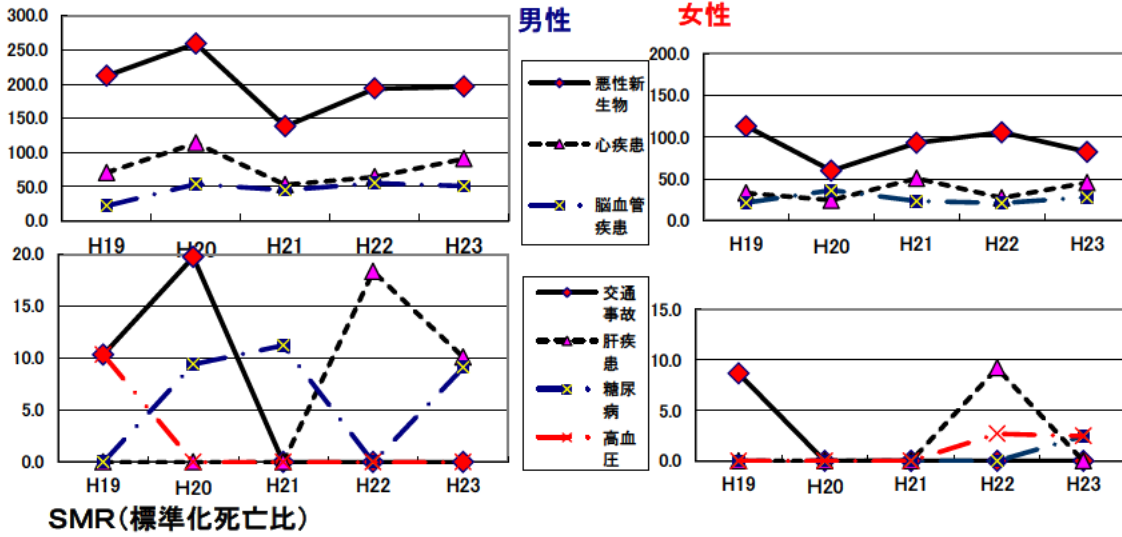 男性
女性
300.0
250.0
200.0
150.0
100.0
50.0
0.0
H19 H20 H21 H22 H23
悪性新
生物
心疾患
脳血管
疾患
200.0
150.0
100.0
50.0
0.0
H19 H20 H21 H22 H23
20.0
15.0
10.0
5.0
0.0
H19 H20 H21 H22 H23
交通
事故
肝疾
患
糖尿
病
高血
圧
15.0
10.0
5.0
0.0
H19 H20 H21 H22 H23
SMR(標準化死亡比)